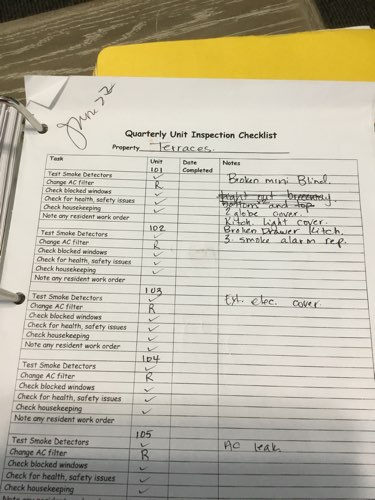 June 22
Quarterly Unit Inspection Checklist
Property Terraces
Task Unit Date Completed Notes
101
Test Smoke Detectors ✓ Broken mini Blind.
Change AC filter R
Check blocked windows ✓ bottom and top
Check for health, safety issues ✓ 2 globe cover.
Check housekeeping ✓ Kitch. Light cover.
Note any resident work order
102 Broken Drawer Kitch.
Test Smoke Detectors ✓ 3. Smoke alarm rep.
Change AC filter R
Check blocked windows ✓
Check for health, safety issues ✓
Check housekeeping ✓
Note any resident work order
103
Test Smoke Detectors ✓ elec. cover
Change AC filter R
Check blocked windows ✓
Check for health, safety issues ✓
Check housekeeping ✓
Note any resident work order ✓
104
Test Smoke Detectors ✓
Change AC filter R
Check blocked windows ✓
Check for health, safety issues ✓
Check housekeeping ✓
Note any resident work order
105
Test Smoke Detectors ✓ AC leak
Change AC filter R
Check blocked windows ✓
Check for health, safety issues ✓
Check housekeeping ✓